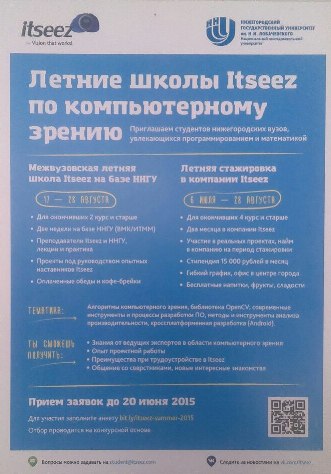 itseez
Vision that works!
НИЖЕГОРОДСКИЙ
ГОСУДАРСТВЕННЫЙ УНИВЕРСИТЕТ
им. Н.И. ЛОБАЧЕВСКОГО
Национальный исследовательский
университет
Летние школы Itseez
по компьютерному
зрению
Приглашаем студентов нижегородских вузов,
увлекающихся программированием и математикой
Межвузовская летняя
школа Itseez на базе ННГУ
17 — 28 АВГУСТА
• Для окончивших 2 курс и старше
• Две недели на базе ННГУ (ВМК/ИТММ)
• Преподаватели Itseez и ННГУ,
лекции и практика
• Проекты под руководством опытных
наставников Itseez
• Оплаченные обеды и кофе-брейки
Летняя стажировка
в компании Itseez
6 ИЮЛЯ — 28 АВГУСТА
• Для окончивших 4 курс и старше
• Два месяца в компании Itseez
• Участие в реальных проектах, найм
в компанию на период стажировки
• Стипендия 15 000 рублей в месяц
• Гибкий график, офис в центре города
• Бесплатные напитки, фрукты, сладости
ТЕМАТИКА:
Алгоритмы компьютерного зрения, библиотека OpenCV, современные
инструменты и процессы разработки ПО, методы и инструменты анализа
производительности, кроссплатформенная разработка (Android).
ТЫ СМОЖЕШЬ
ПОЛУЧИТЬ:
• Знания от ведущих экспертов в области компьютерного зрения
• Опыт проектной работы
• Преимущества при трудоустройстве в Itseez
• Общение со сверстниками, новые интересные знакомства
Прием заявок до 20 июня 2015
Для участия заполните анкету bit.ly/itseez-summer-2015
Отбор проводится на конкурсной основе
Вопросы можно задавать на student@itseez.com
Следите за новостями на